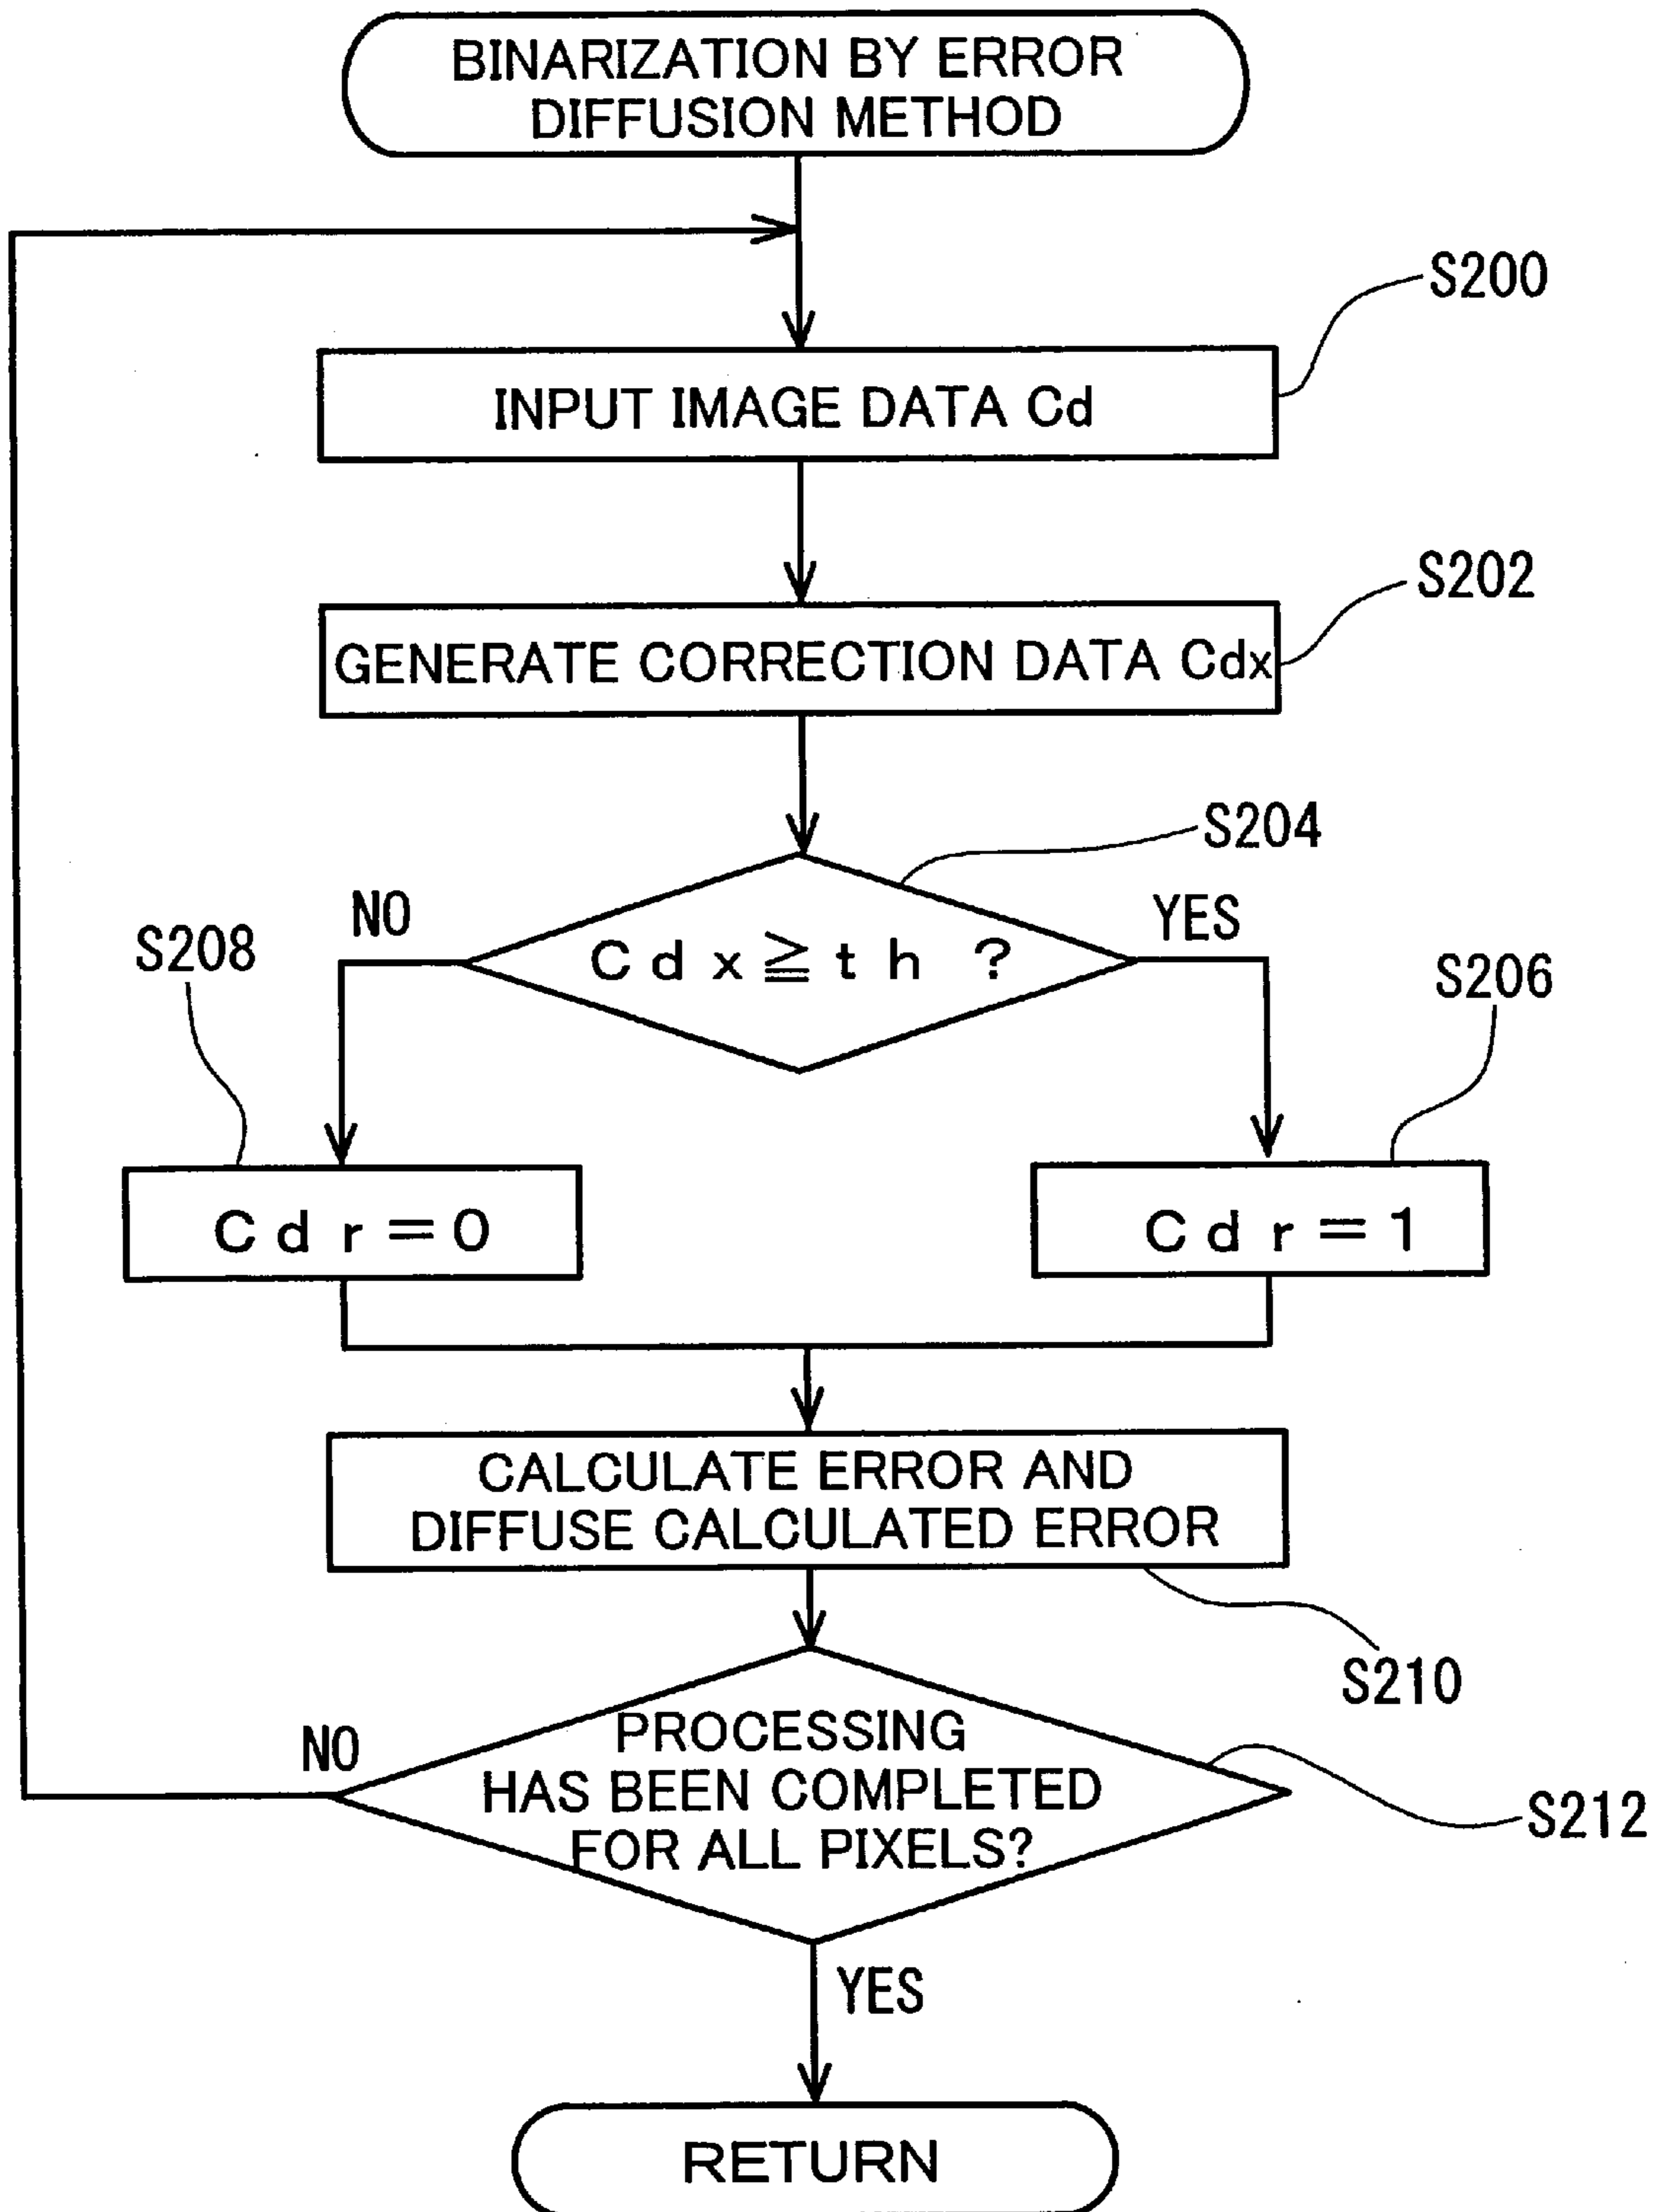 BINARIZATION BY ERROR
DIFFUSION METHOD
S200
INPUT IMAGE DATA Cd
S202
GENERATE CORRECTION DATA Cdx
S204
NO
YES
Cdx≧th ?
S208
S206
Cdr=0
Cdr=1
CALCULATE ERROR AND
DIFFUSE CALCULATED ERROR
S210
NO
PROCESSING
HAS BEEN COMPLETED
FOR ALL PIXELS?
S212
YES
RETURN